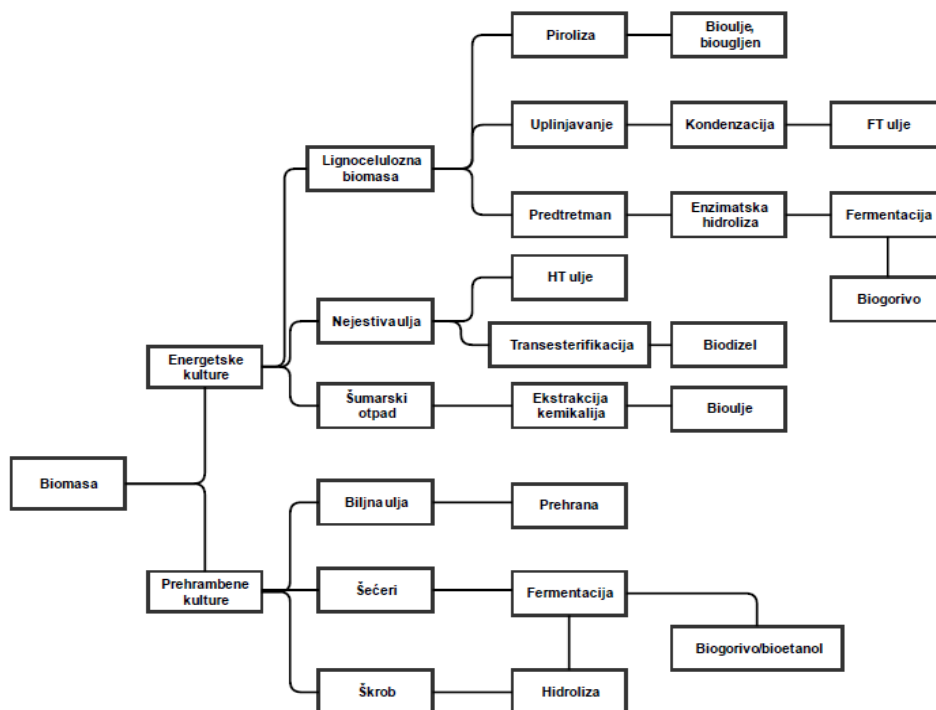 Piroliza
Bioulje,
biougljen
Uplinjavanje
Kondenzacija
FT ulje
Lignocelulozna
biomasa
Predtretman
Enzimatska
hidroliza
Fermentacija
HT ulje
Biogorivo
Nejestiva ulja
Transesterifikacija
Biodizel
Energetske
kulture
Šumarski
otpad
Ekstrakcija
kemikalija
Bioulje
Biomasa
Biljna ulja
Prehrana
Prehrambene
kulture
Šećeri
Fermentacija
Biogorivo/bioetanol
Škrob
Hidroliza